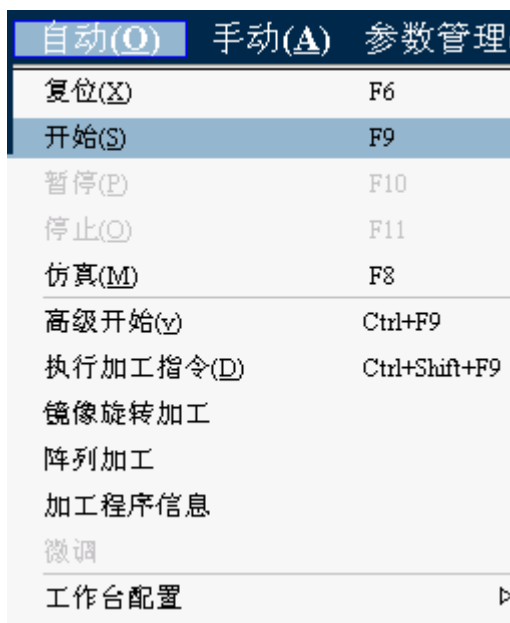 自动(O) 手动(A) 参数管理
复位(X) F6
开始(S) F9
暂停(P) F10
停止(O) F11
仿真(M) F8
高级开始(v) Ctrl+F9
执行加工指令(D) Ctrl+Shift+F9
镜像旋转加工
阵列加工
加工程序信息
微调
工作台配置